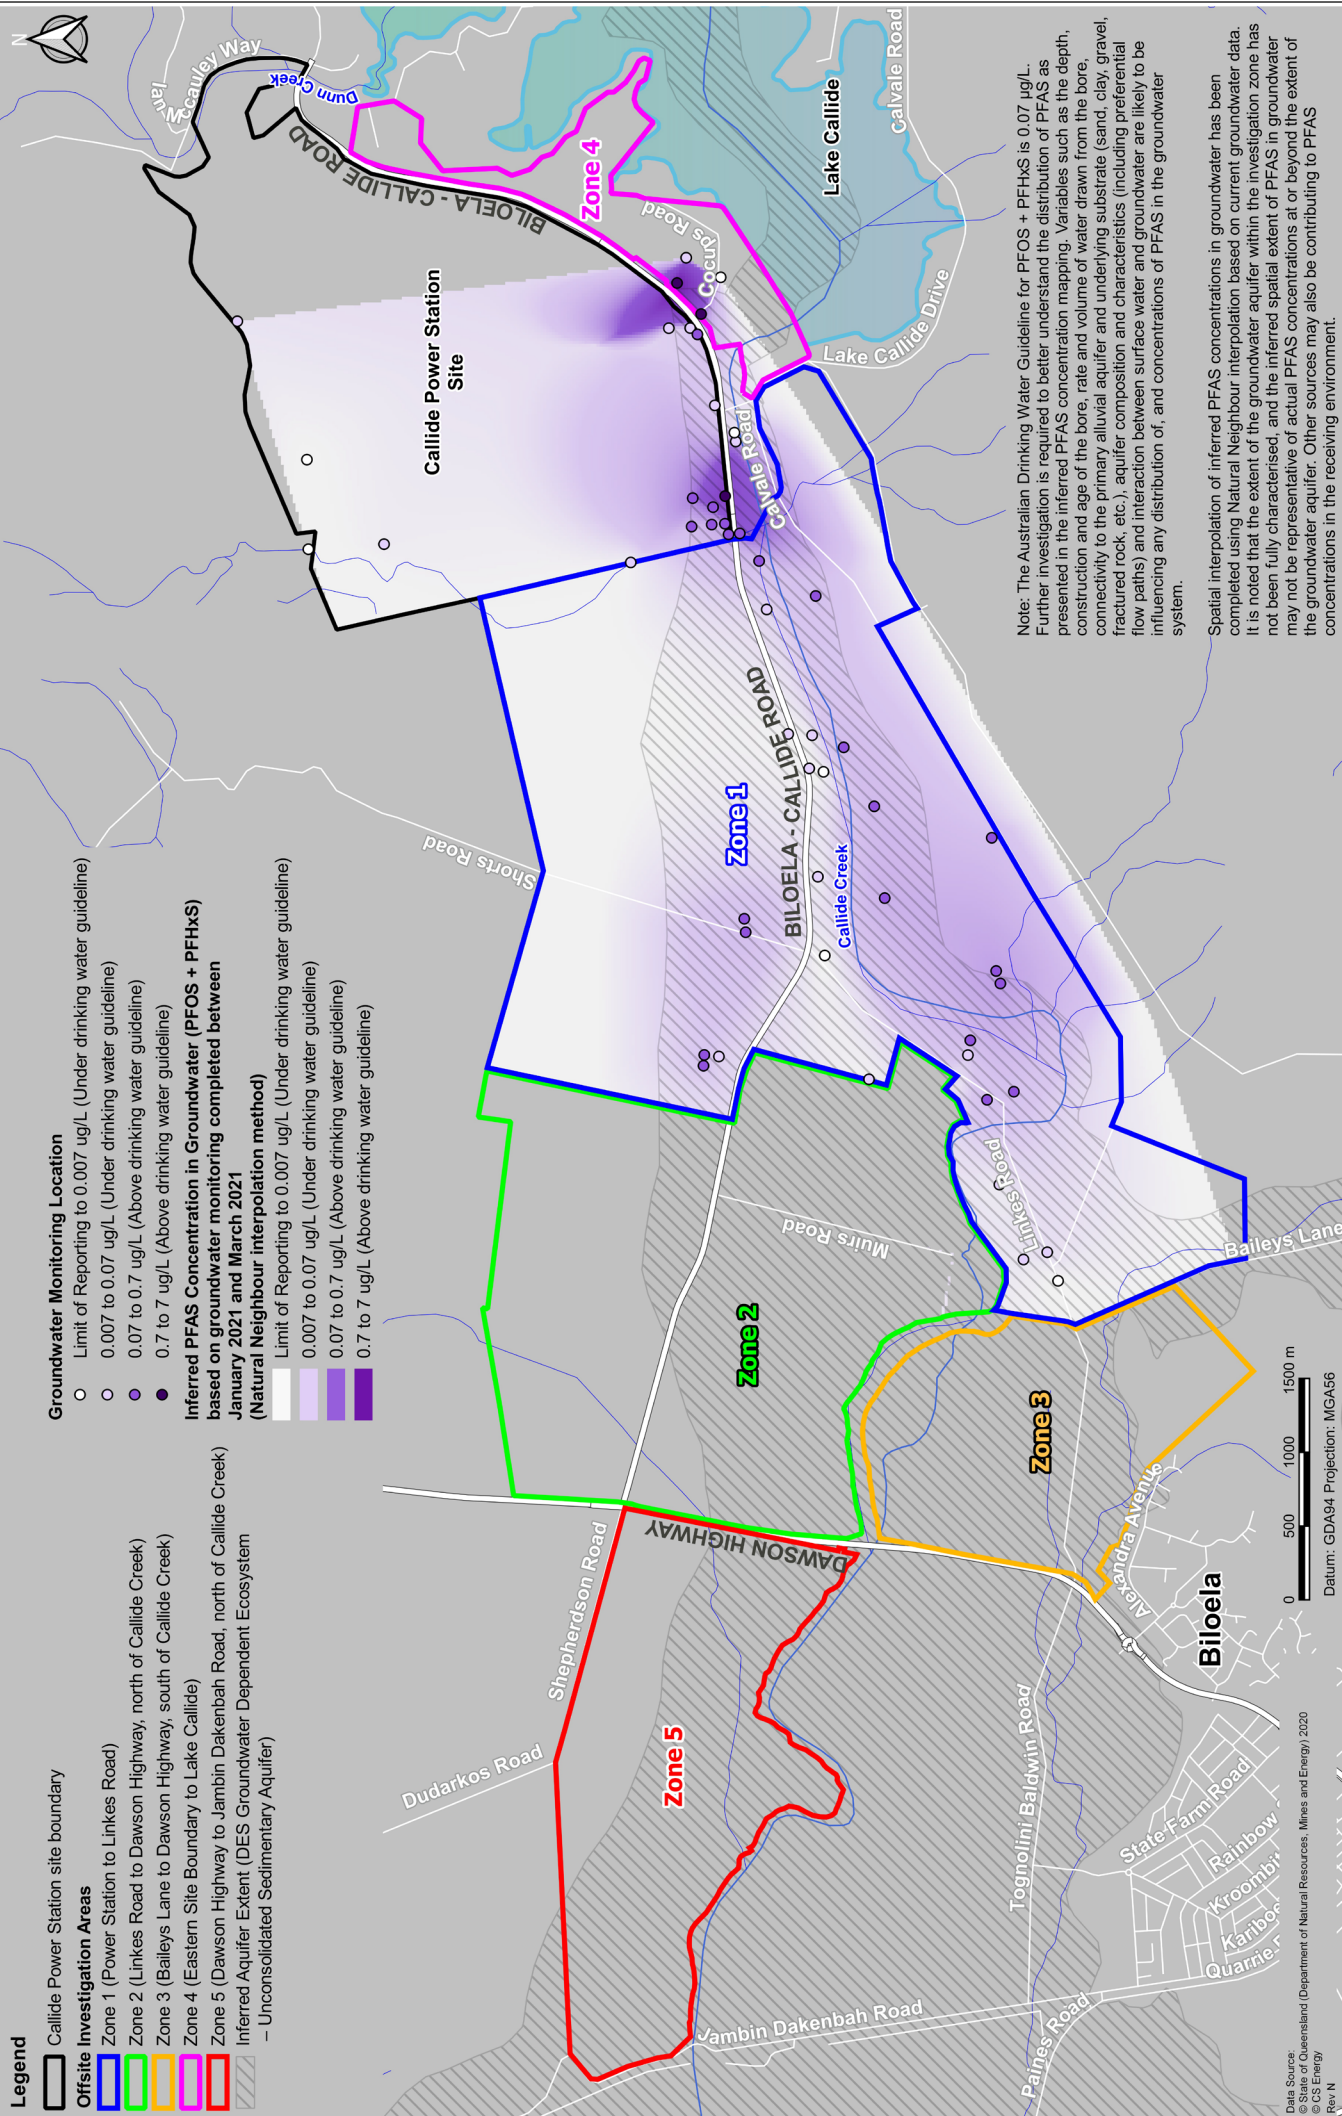 Legend
Callide Power Station site boundary
Offsite Investigation Areas
Zone 1 (Power Station to Linkes Road)
Zone 2 (Linkes Road to Dawson Highway, north of Callide Creek)
Zone 3 (Baileys Lane to Dawson Highway, south of Callide Creek)
Zone 4 (Eastern Site Boundary to Lake Callide)
Zone 5 (Dawson Highway to Jambin Dakenbah Road, north of Callide Creek)
Inferred Aquifer Extent (DES Groundwater Dependent Ecosystem
– Unconsolidated Sedimentary Aquifer)
Groundwater Monitoring Location
Limit of Reporting to 0.007 ug/L (Under drinking water guideline)
0.007 to 0.07 ug/L (Under drinking water guideline)
0.07 to 0.7 ug/L (Above drinking water guideline)
0.7 to 7 ug/L (Above drinking water guideline)
Inferred PFAS Concentration in Groundwater (PFOS + PFHxS)
based on groundwater monitoring completed between
January 2021 and March 2021
(Natural Neighbour interpolation method)
Limit of Reporting to 0.007 ug/L (Under drinking water guideline)
0.007 to 0.07 ug/L (Under drinking water guideline)
0.07 to 0.7 ug/L (Above drinking water guideline)
0.7 to 7 ug/L (Above drinking water guideline)
N
Mccauley Way
Dunn Creek
BILOELA - CALLIDE ROAD
Zone 4
Callide Power Station
Site
Cocups Road
Lake Callide
Calvale Road
Lake Callide Drive
Calvale Road
Shorts Road
Zone 1
BILOELA - CALLIDE ROAD
Callide Creek
Linkes Road
Baileys Lane
Muirs Road
Zone 2
Zone 3
Shepherdson Road
DAWSON HIGHWAY
Dudarkos Road
Zone 5
Alexandra Avenue
Biloela
Tognolini Baldwin Road
State Farm Road
Rainbow
Jambin Dakenbah Road
Paines Road
Note: The Australian Drinking Water Guideline for PFOS + PFHxS is 0.07 µg/L.
Further investigation is required to better understand the distribution of PFAS as
presented in the inferred PFAS concentration mapping. Variables such as the depth,
construction and age of the bore, rate and volume of water drawn from the bore,
connectivity to the primary alluvial aquifer and underlying substrate (sand, clay, gravel,
fractured rock, etc.), aquifer composition and characteristics (including preferential
flow paths) and interaction between surface water and groundwater are likely to be
influencing any distribution of, and concentrations of PFAS in the groundwater
system.
Spatial interpolation of inferred PFAS concentrations in groundwater has been
completed using Natural Neighbour interpolation based on current groundwater data.
It is noted that the extent of the groundwater aquifer within the investigation zone has
not been fully characterised, and the inferred spatial extent of PFAS in groundwater
may not be representative of actual PFAS concentrations at or beyond the extent of
the groundwater aquifer. Other sources may also be contributing to PFAS
concentrations in the receiving environment.
0 500 1000 1500 m
Datum: GDA94 Projection: MGA56
Data Source:
© State of Queensland (Department of Natural Resources, Mines and Energy) 2020
© CS Energy
Rev N